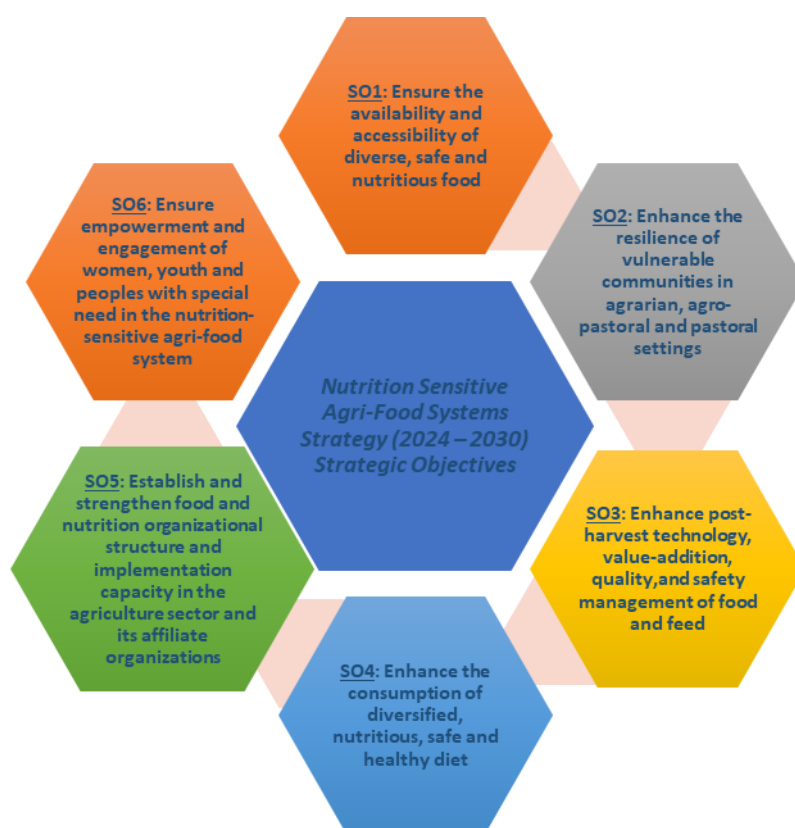 SO1: Ensure the
availability and
accessibility of
diverse, safe and
nutritious food
SO2: Enhance the
resilience of
vulnerable
communities in
agrarian, agro-
pastoral and pastoral
settings
SO3: Enhance post-
harvest technology,
value-addition,
quality,and safety
management of food
and feed
SO4: Enhance the
consumption of
diversified,
nutritious, safe and
healthy diet
SO5: Establish and
strengthen food and
nutrition organizational
structure and
implementation
capacity in the
agriculture sector and
its affiliate
organizations
SO6: Ensure
empowerment and
engagement of
women, youth and
peoples with special
need in the nutrition-
sensitive agri-food
system
Nutrition Sensitive
Agri-Food Systems
Strategy (2024 – 2030)
Strategic Objectives